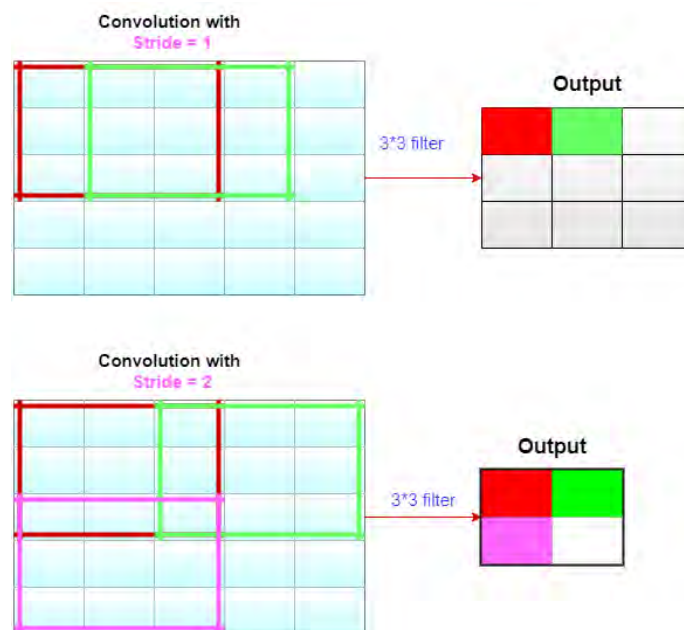 Convolution with
Stride = 1
Output
3*3 filter
Convolution with
Stride = 2
Output
3*3 filter